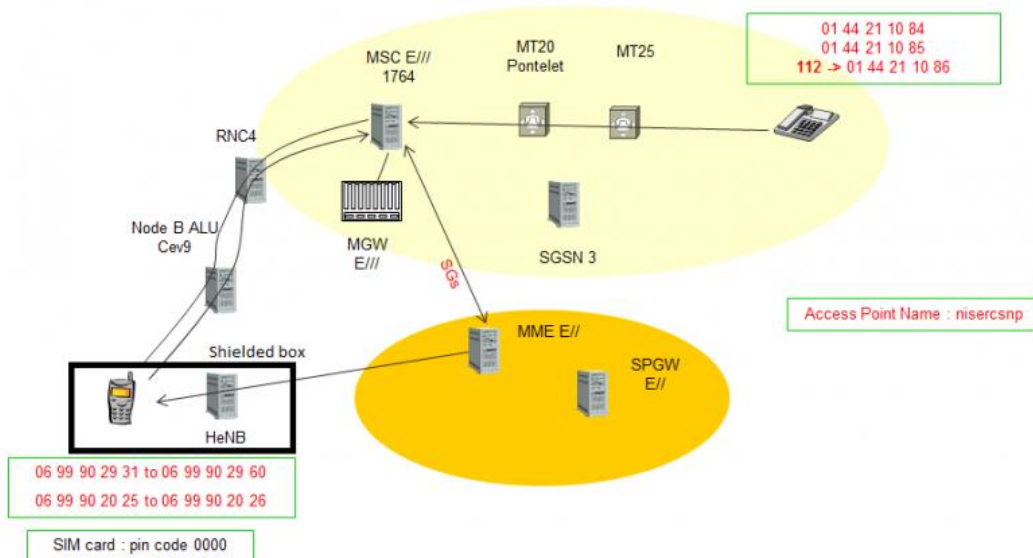 01 44 21 10 84
01 44 21 10 85
112 -> 01 44 21 10 86
MSC E///
1764
MT20
Pontelet
MT25
RNC4
Node B ALU
Cev9
MGW
E///
SGSN 3
SGs
Access Point Name : nisercsnp
MME E//
SPGW
E//
Shielded box
HeNB
06 99 90 29 31 to 06 99 90 29 60
06 99 90 20 25 to 06 99 90 20 26
SIM card : pin code 0000